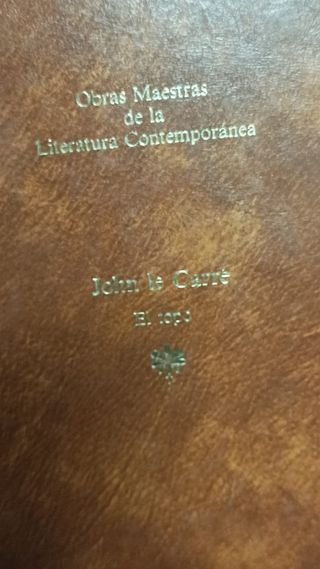 Obras Maestras
de la
Literatura Contemporánea
John le Carré
El topo